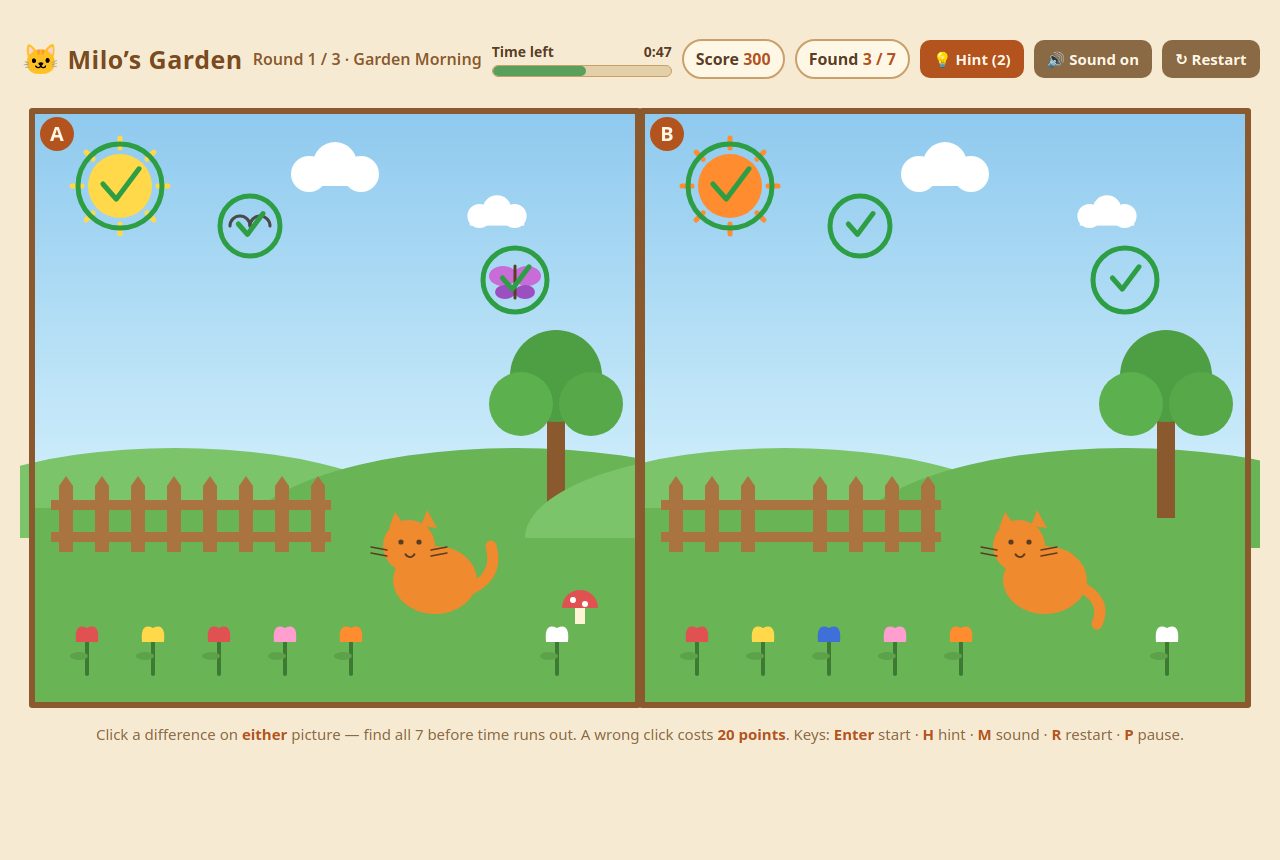 Milo’s Garden
Round 1 / 3 · Garden Morning
Time left 0:47
Score 300
Found 3 / 7
Hint (2)
Sound on
↻ Restart
A
B
Click a difference on either picture — find all 7 before time runs out. A wrong click costs 20 points. Keys: Enter start · H hint · M sound · R restart · P pause.